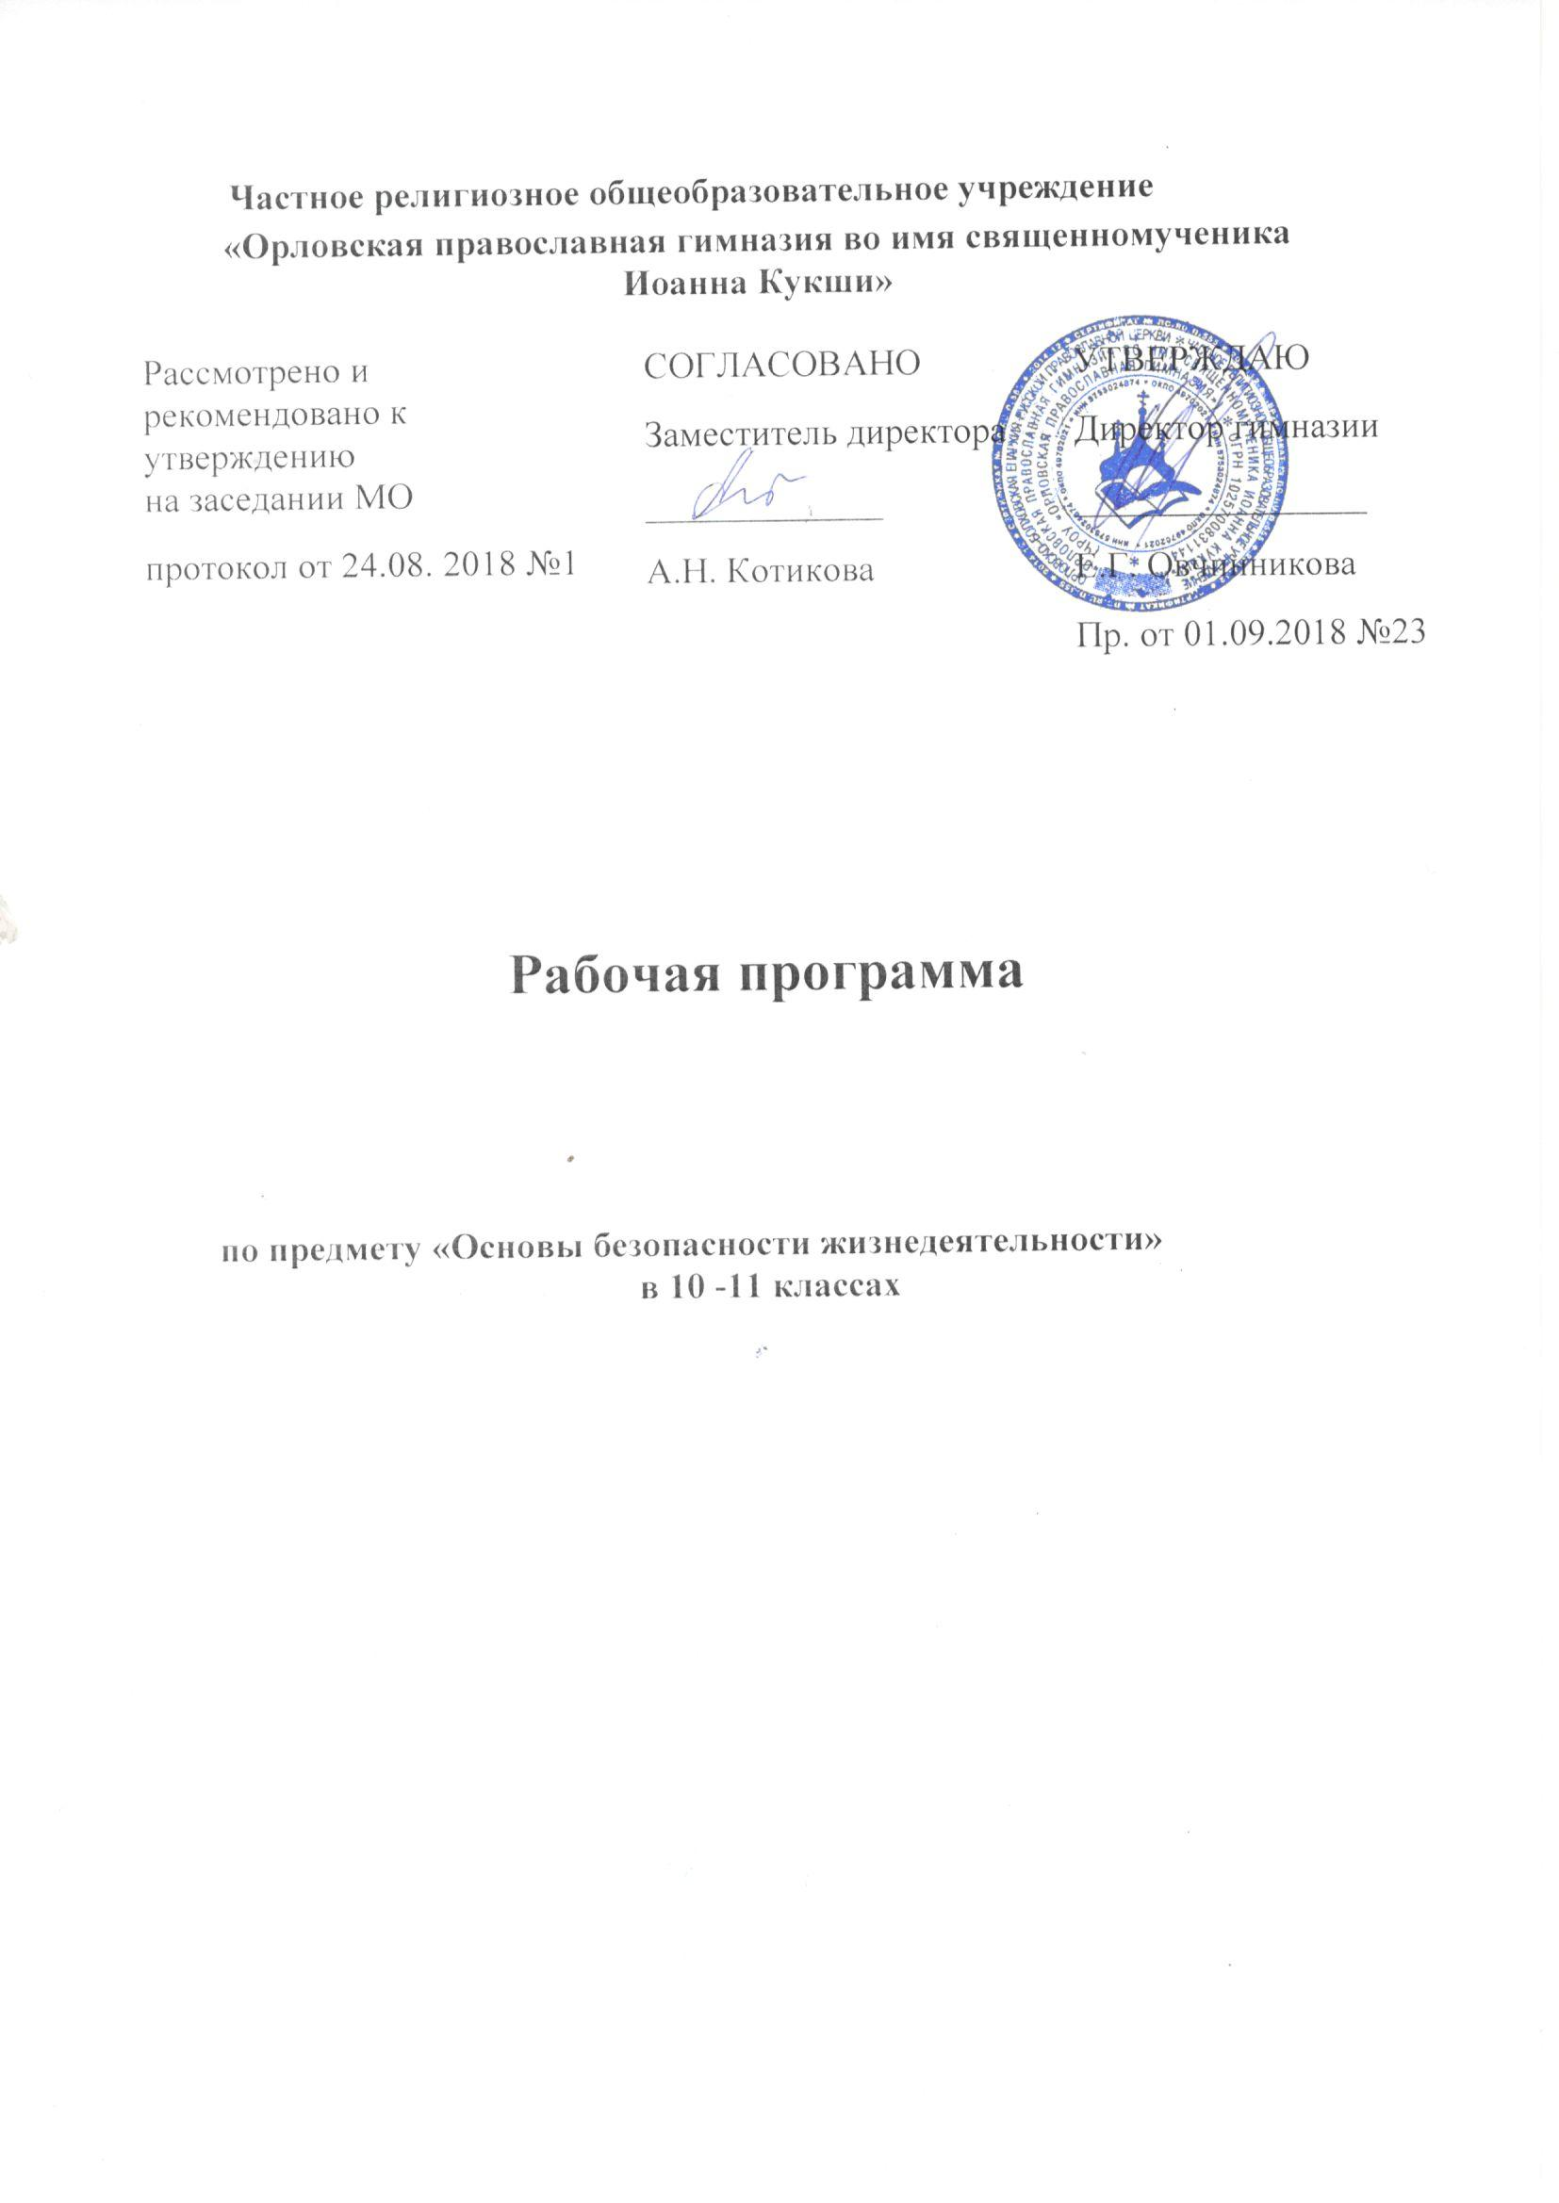 Частное религиозное общеобразовательное учреждение
«Орловская православная гимназия во имя священномученика
Иоанна Кукши»
Рассмотрено и
рекомендовано к
утверждению
на заседании МО
протокол от 24.08. 2018 №1
СОГЛАСОВАНО
Заместитель директора
А.Н. Котикова
УТВЕРЖДАЮ
Директор гимназии
Овчинникова
Пр. от 01.09.2018 №23
Рабочая программа
по предмету «Основы безопасности жизнедеятельности»
в 10 -11 классах